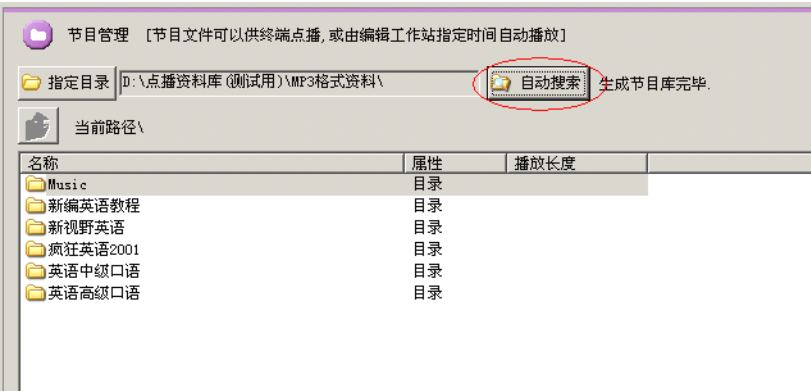 节目管理 [节目文件可以供终端点播,或由编辑工作站指定时间自动播放]
指定目录 D:\点播资料库(测试用)\MP3格式资料\ 自动搜索 生成节目库完毕.
当前路径\
名称 属性 播放长度
Music 目录
新编英语教程 目录
新视野英语 目录
疯狂英语2001 目录
英语中级口语 目录
英语高级口语 目录